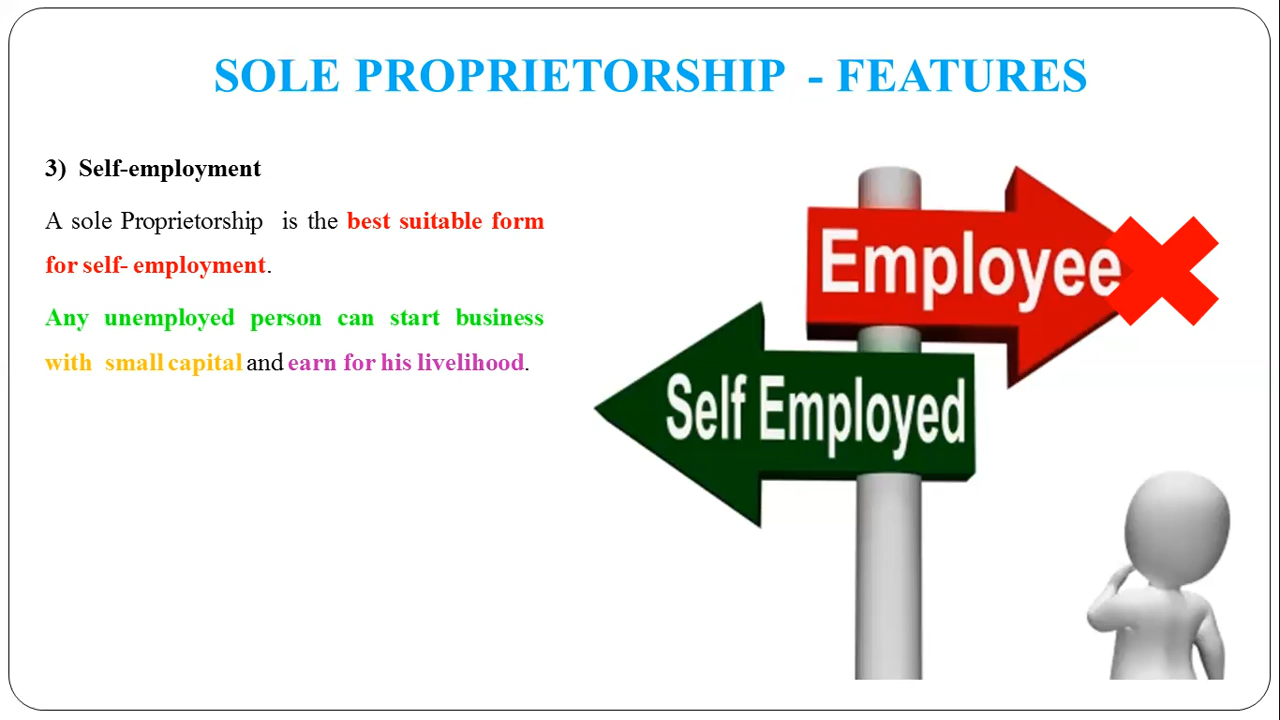 SOLE PROPRIETORSHIP - FEATURES
3) Self-employment
A sole Proprietorship is the best suitable form
for self- employment.
Any unemployed person can start business
with small capital and earn for his livelihood.
Employee
Self Employed